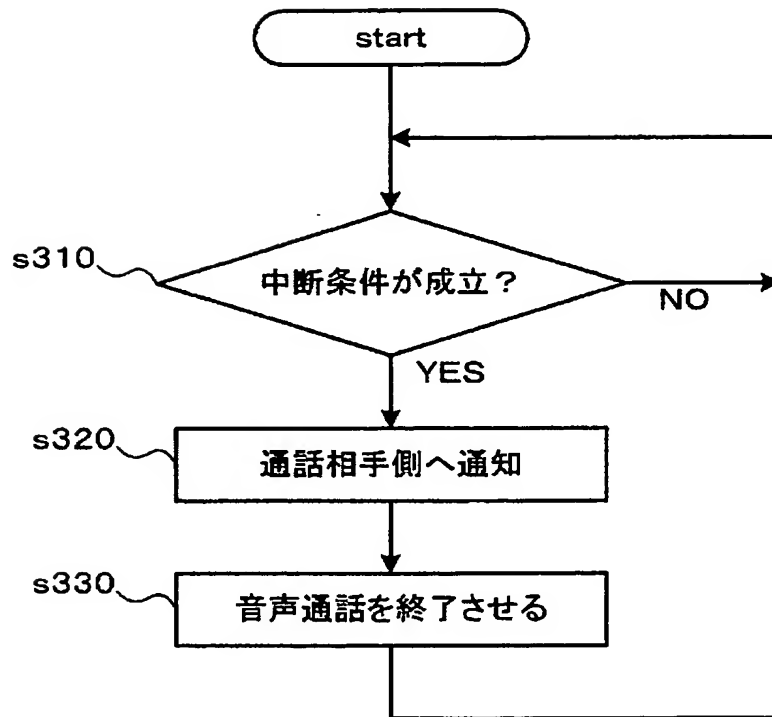 start
s310
中断条件が成立？
NO
YES
s320
通話相手側へ通知
s330
音声通話を終了させる